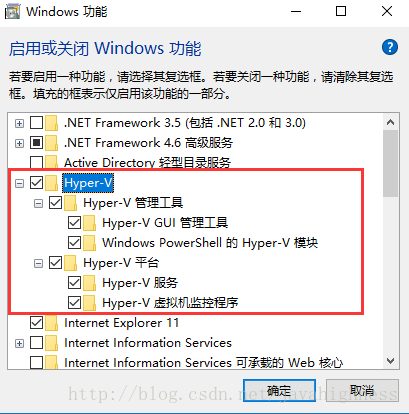 Windows 功能
启用或关闭 Windows 功能
若要启用一种功能，请选择其复选框。若要关闭一种功能，请清除其复选
框。填充的框表示仅启用该功能的一部分。
.NET Framework 3.5 (包括 .NET 2.0 和 3.0)
.NET Framework 4.6 高级服务
Active Directory 轻型目录服务
Hyper-V
Hyper-V 管理工具
Hyper-V GUI 管理工具
Windows PowerShell 的 Hyper-V 模块
Hyper-V 平台
Hyper-V 服务
Hyper-V 虚拟机监控程序
Internet Explorer 11
Internet Information Services
Internet Information Services 可承载的 Web 核心
http://blog.csdn.net/
确定 取消